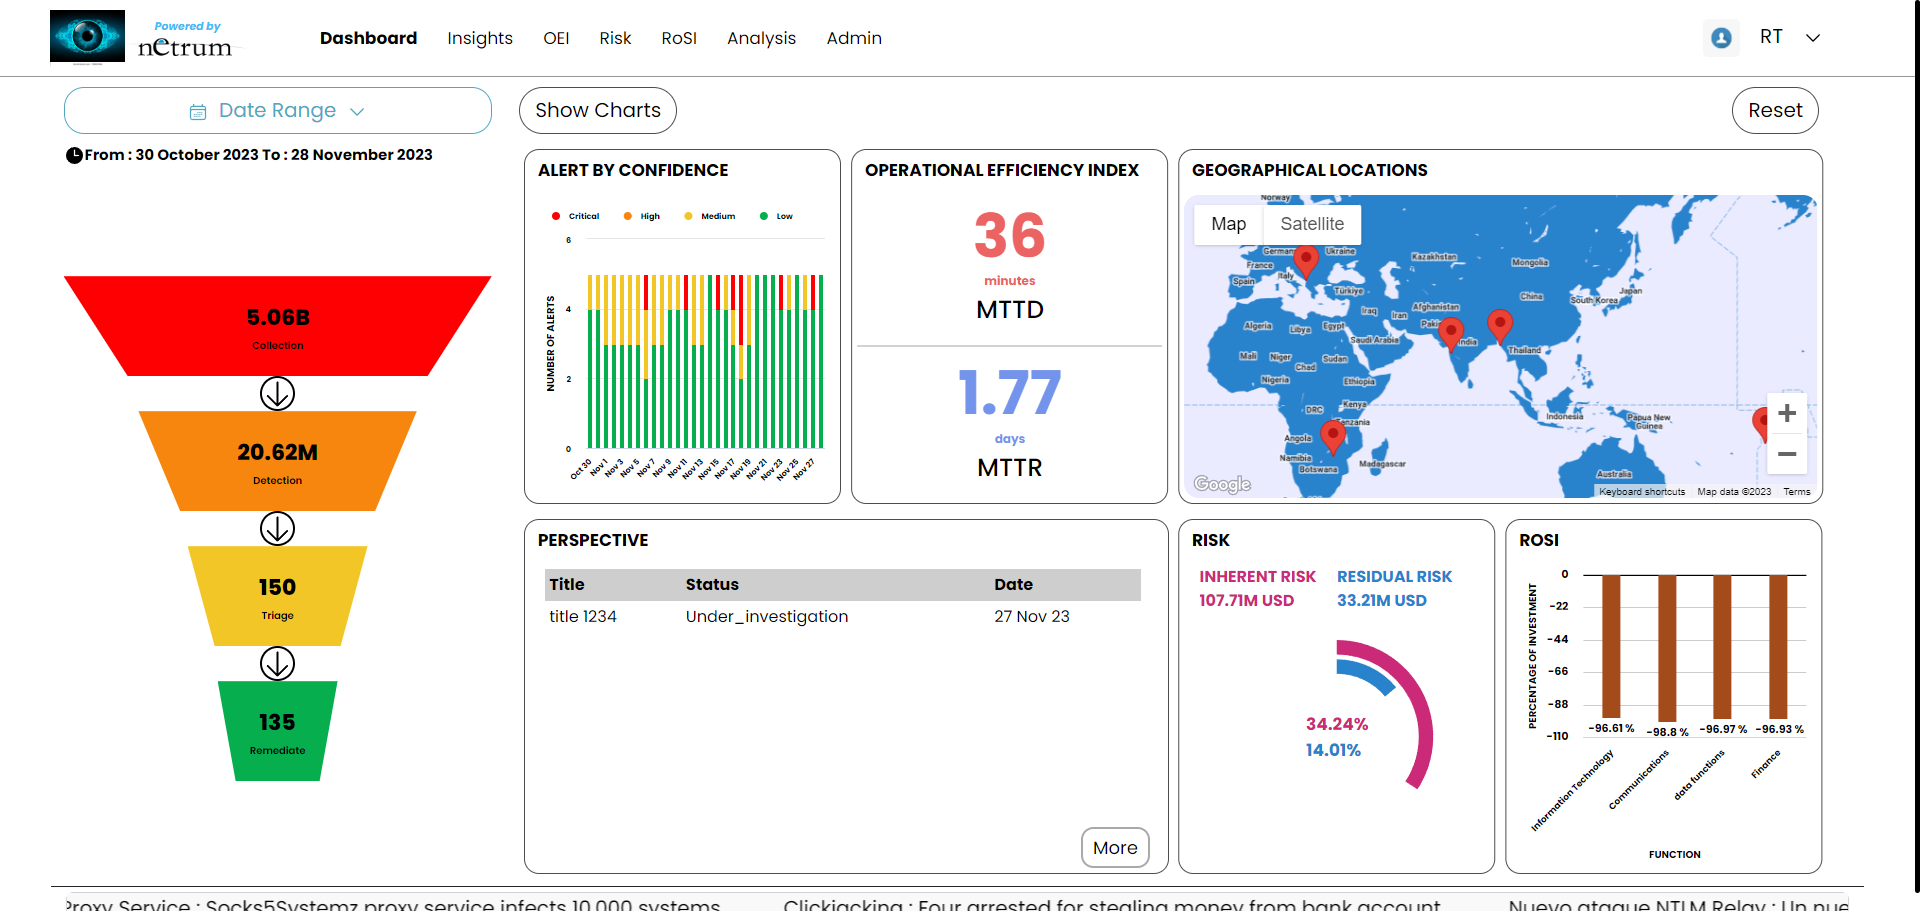 Powered by
netrum
Dashboard
Insights
OEI
Risk
RoSI
Analysis
Admin
RT
Date Range
Show Charts
Reset
From : 30 October 2023 To : 28 November 2023
5.06B
Collection
20.62M
Detection
150
Triage
135
Remediate
ALERT BY CONFIDENCE
Critical
High
Medium
Low
NUMBER OF ALERTS
6
4
2
0
Oct 30
Nov 1
Nov 3
Nov 5
Nov 7
Nov 9
Nov 11
Nov 13
Nov 15
Nov 17
Nov 19
Nov 21
Nov 23
Nov 25
Nov 27
OPERATIONAL EFFICIENCY INDEX
36
minutes
MTTD
1.77
days
MTTR
GEOGRAPHICAL LOCATIONS
Map
Satellite
Norway
Ukraine
France
Spain
Italy
Türkiye
Kazakhstan
Mongolia
China
South Korea
Japan
Afghanistan
Iraq
Iran
India
Algeria
Libya
Egypt
Saudi Arabia
Thailand
Mali
Niger
Sudan
Chad
Nigeria
Ethiopia
DRC
Kenya
Indonesia
Papua New
Guinea
Angola
Namibia
Botswana
Madagascar
Australia
+
−
Google
Keyboard shortcuts
Map data ©2023
Terms
PERSPECTIVE
Title
Status
Date
title 1234
Under_investigation
27 Nov 23
More
RISK
INHERENT RISK
107.71M USD
RESIDUAL RISK
33.21M USD
34.24%
14.01%
ROSI
PERCENTAGE OF INVESTMENT
0
-22
-44
-66
-88
-110
-96.61 %
-98.8 %
-96.97 %
-96.93 %
Information Technology
Communications
data functions
Finance
FUNCTION
Proxy Service : Socks5Systemz proxy service infects 10,000 systems
Clickjacking : Four arrested for stealing money from bank account
Nuevo ataque NTLM Relay : Un nue